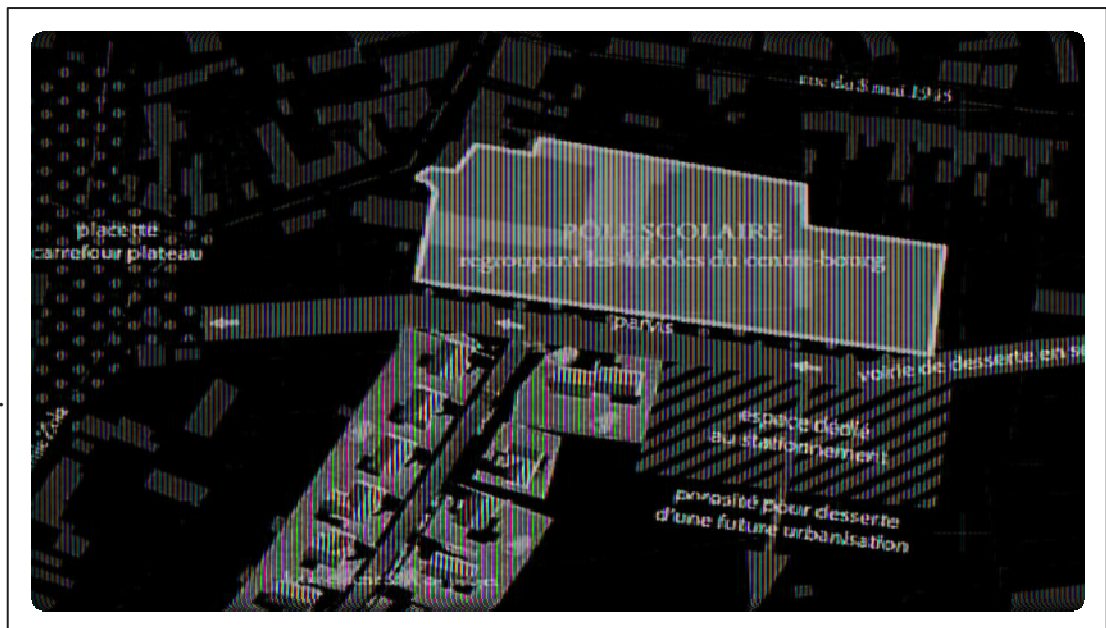 rue du 8 mai 1945
placette
carrefour plateau
PÔLE SCOLAIRE
regroupant les 4 écoles du centre-bourg
parvis
voirie de desserte en
espace dédié
au stationnement
porosité pour desserte
d'une future urbanisation